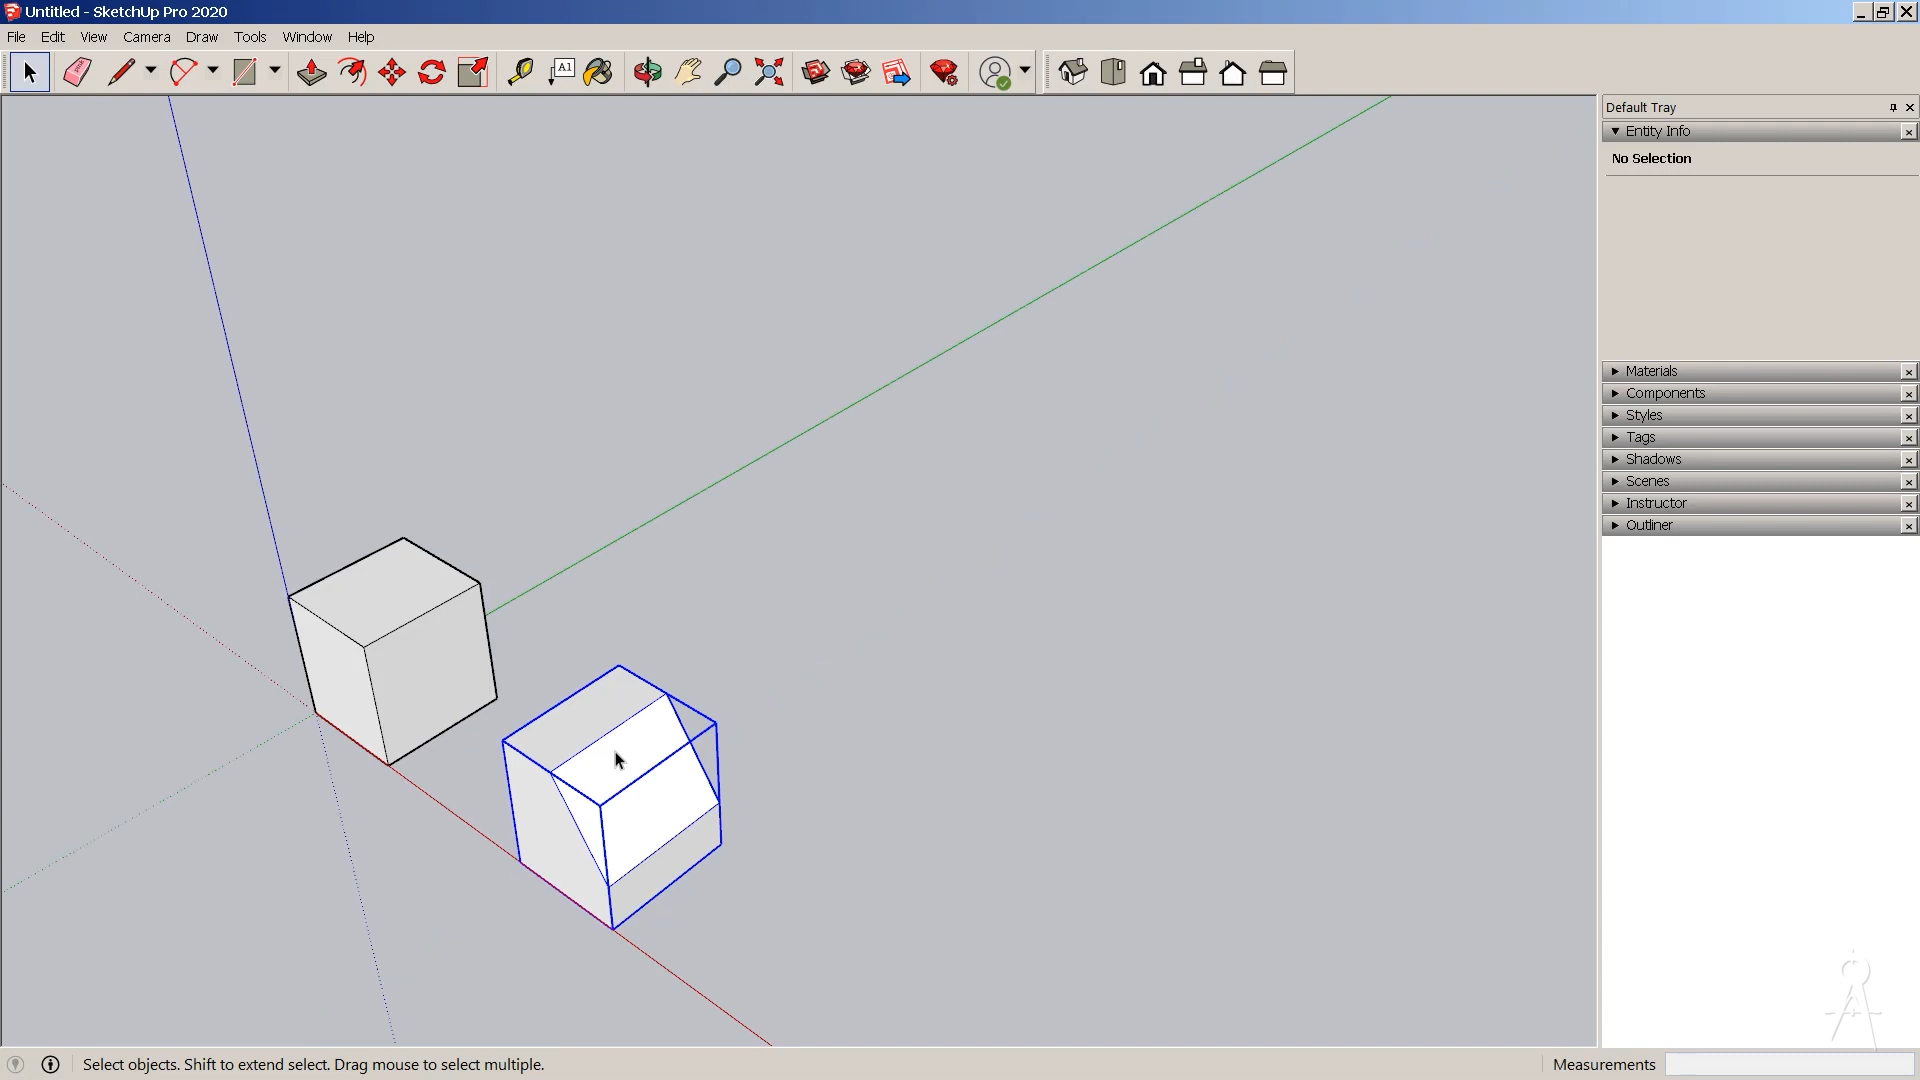 Untitled - SketchUp Pro 2020
File Edit View Camera Draw Tools Window Help
A1
Default Tray
Entity Info
No Selection
Materials
Components
Styles
Tags
Shadows
Scenes
Instructor
Outliner
Select objects. Shift to extend select. Drag mouse to select multiple.
Measurements